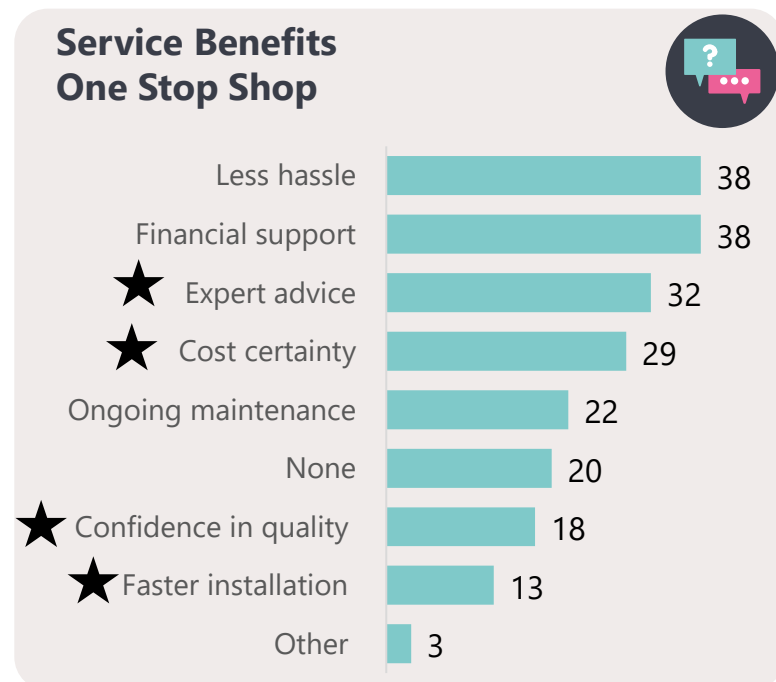 Service Benefits
One Stop Shop
?
Less hassle 38
Financial support 38
Expert advice 32
Cost certainty 29
Ongoing maintenance 22
None 20
Confidence in quality 18
Faster installation 13
Other 3